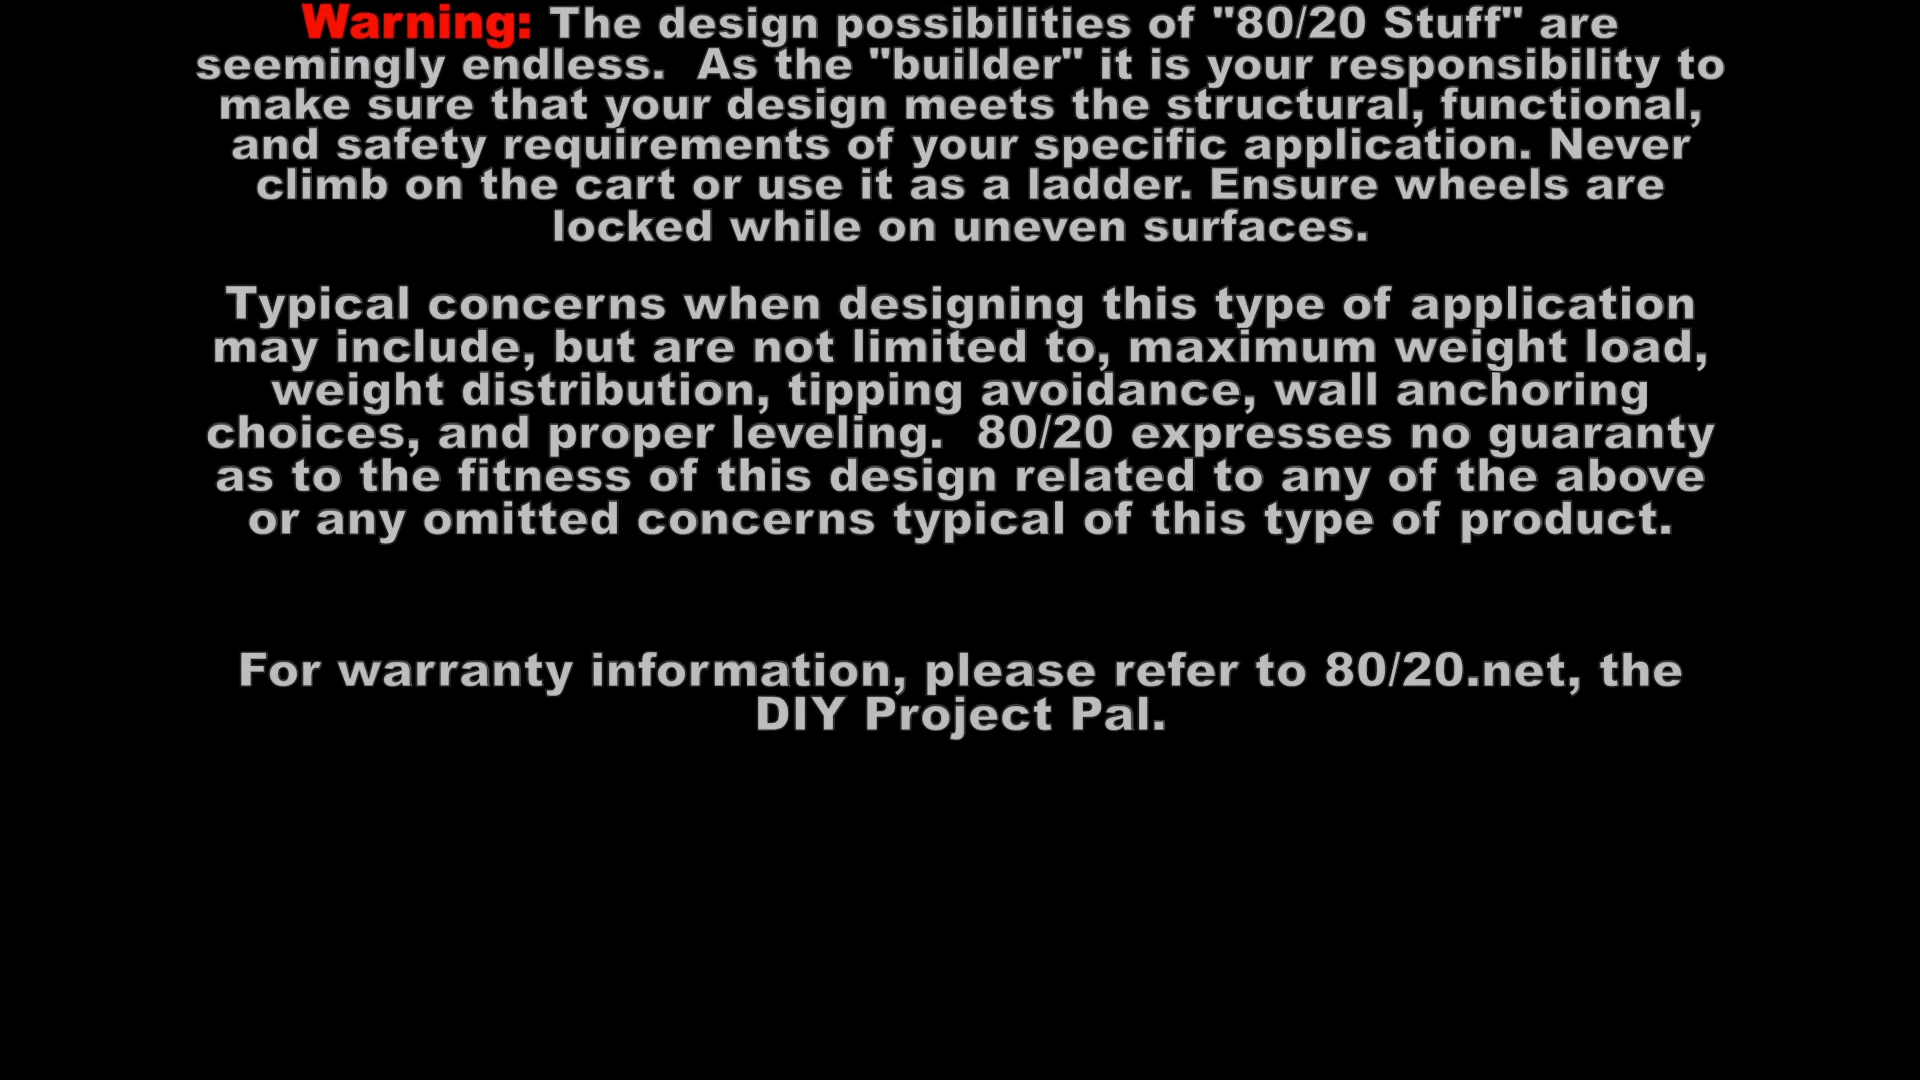 Warning: The design possibilities of "80/20 Stuff" are
seemingly endless.  As the "builder" it is your responsibility to
make sure that your design meets the structural, functional,
and safety requirements of your specific application. Never
climb on the cart or use it as a ladder. Ensure wheels are
locked while on uneven surfaces.
Typical concerns when designing this type of application
may include, but are not limited to, maximum weight load,
weight distribution, tipping avoidance, wall anchoring
choices, and proper leveling.  80/20 expresses no guaranty
as to the fitness of this design related to any of the above
or any omitted concerns typical of this type of product.
For warranty information, please refer to 80/20.net, the
DIY Project Pal.